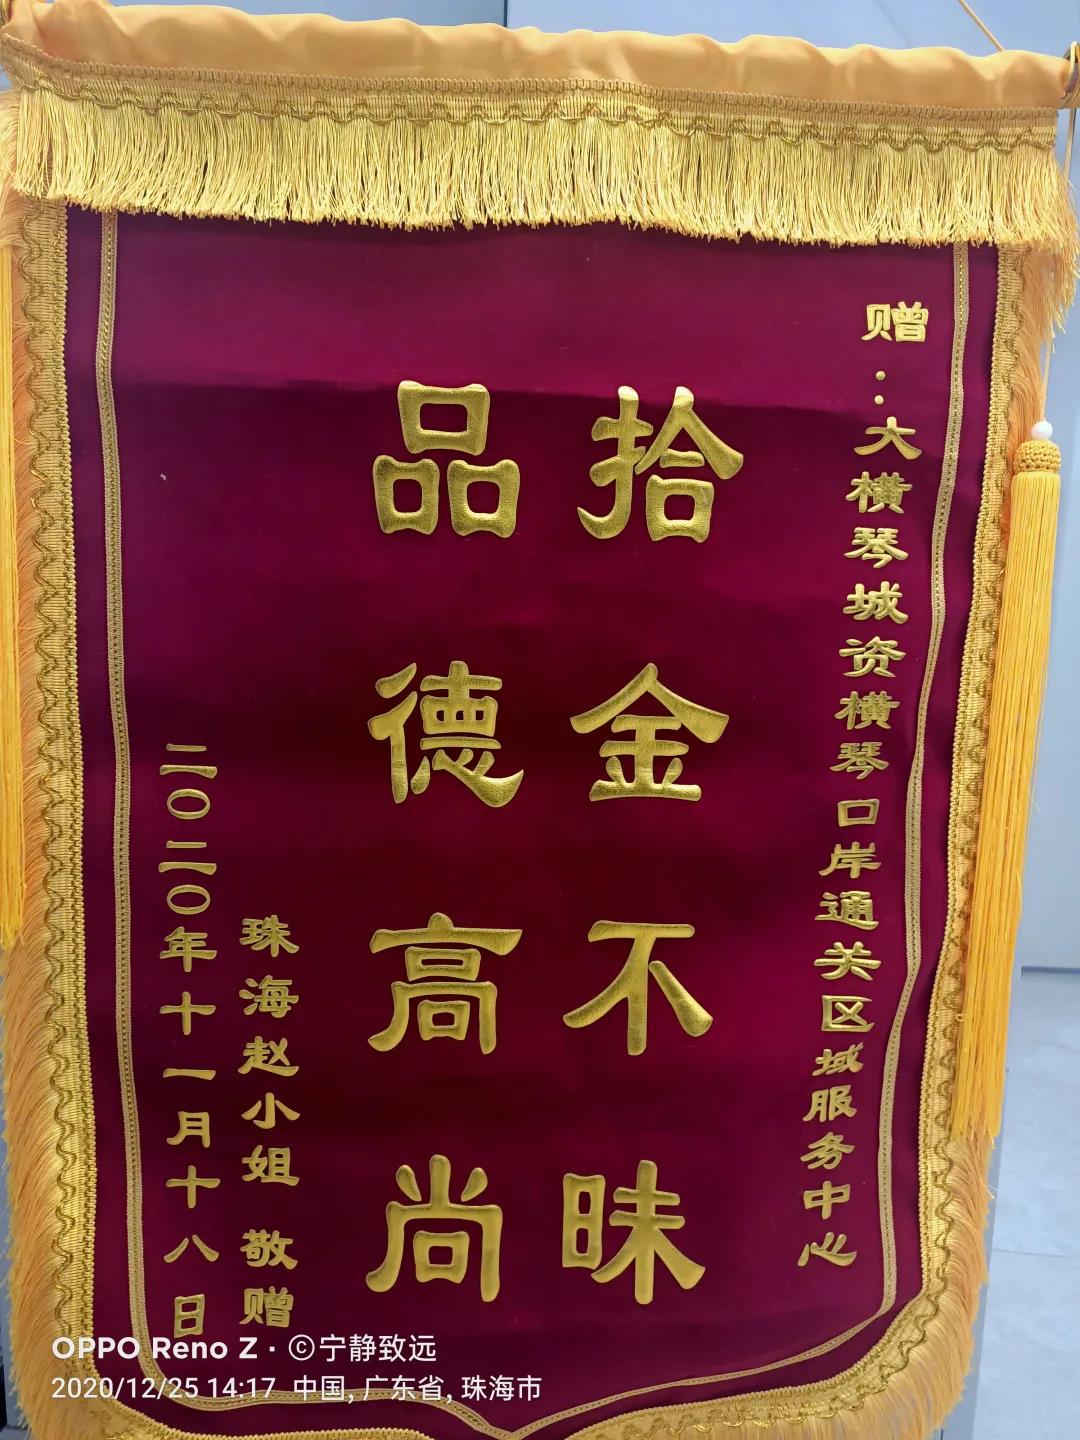 赠：大横琴城资横琴口岸通关区域服务中心
拾金不昧
品德高尚
珠海赵小姐 敬赠
二〇二〇年十一月十八日
OPPO Reno Z · ©宁静致远
2020/12/25 14:17 中国, 广东省, 珠海市